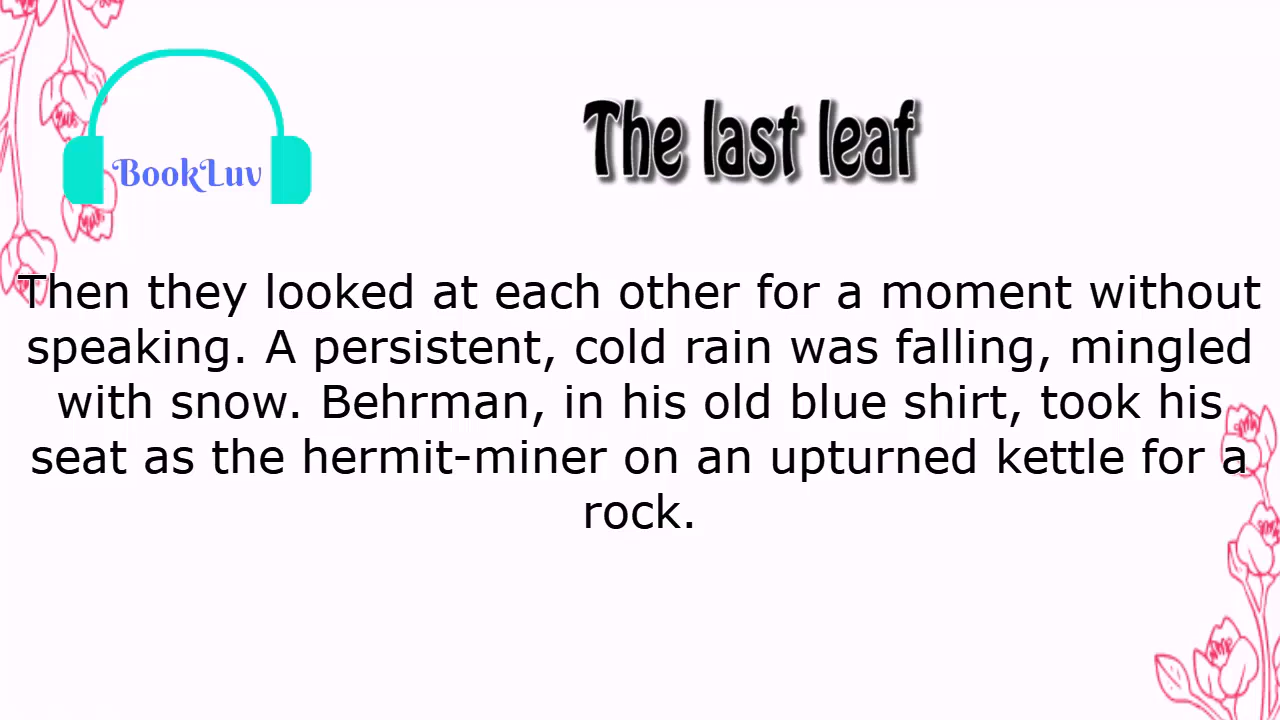 BookLuv
The last leaf
Then they looked at each other for a moment without
speaking. A persistent, cold rain was falling, mingled
with snow. Behrman, in his old blue shirt, took his
seat as the hermit-miner on an upturned kettle for a
rock.